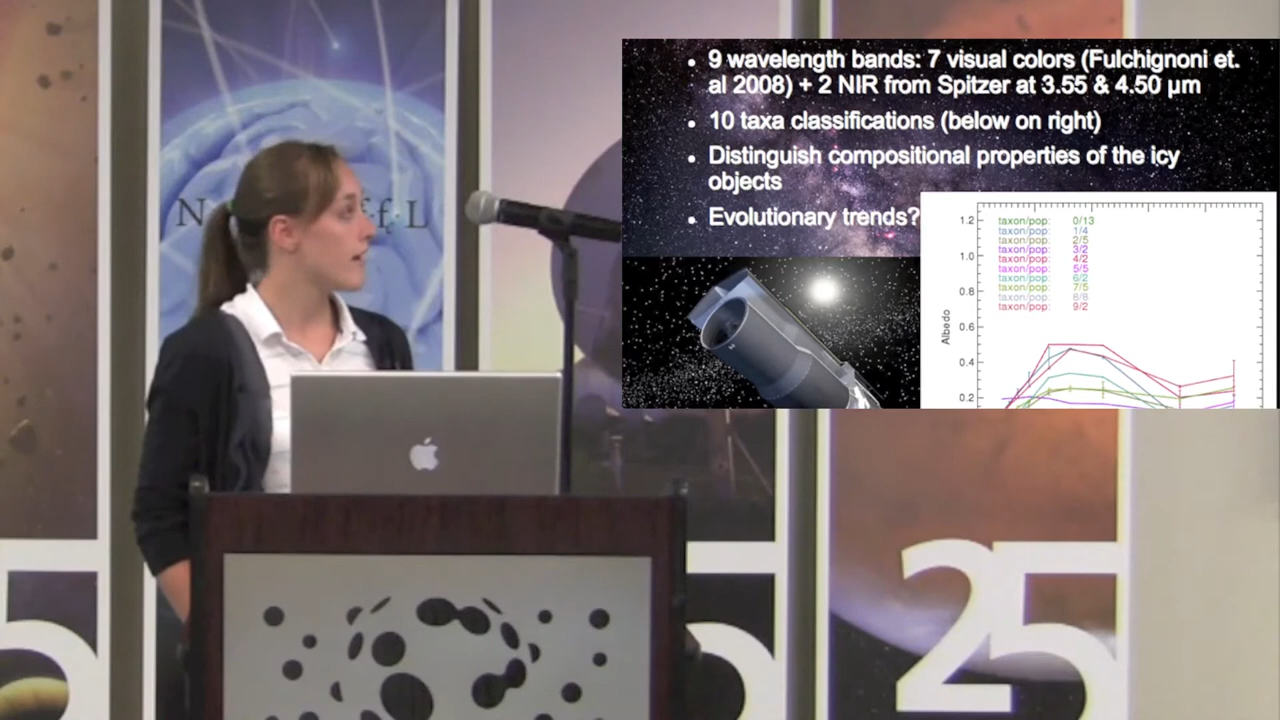 • 9 wavelength bands: 7 visual colors (Fulchignoni et.
al 2008) + 2 NIR from Spitzer at 3.55 & 4.50 µm
• 10 taxa classifications (below on right)
• Distinguish compositional properties of the icy
objects
• Evolutionary trends?
1.2
1.0
0.8
0.6
0.4
0.2
Albedo
taxon/pop: 0/13
taxon/pop: 1/4
taxon/pop: 2/5
taxon/pop: 3/2
taxon/pop: 4/2
taxon/pop: 5/5
taxon/pop: 6/2
taxon/pop: 7/5
taxon/pop: 8/8
taxon/pop: 9/2
25